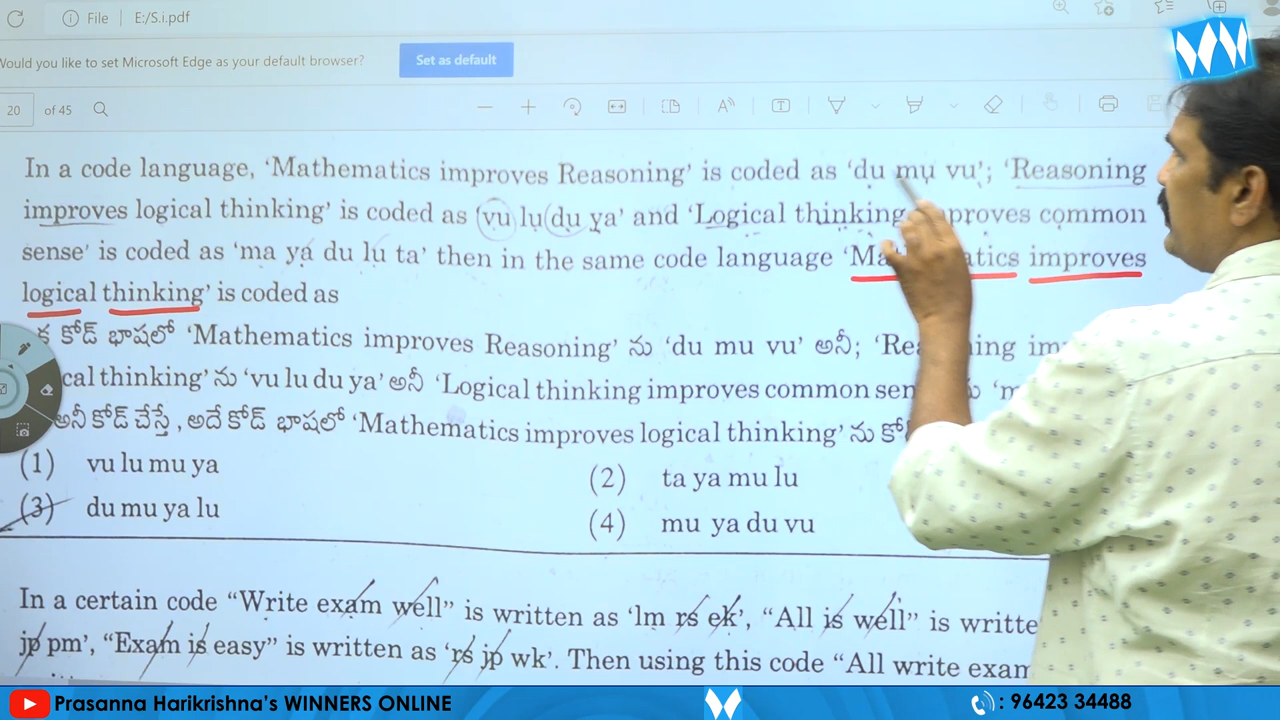 File E:/S.i.pdf
Would you like to set Microsoft Edge as your default browser? Set as default
20 of 45
In a code language, ‘Mathematics improves Reasoning’ is coded as ‘du mu vu’; ‘Reasoning
improves logical thinking’ is coded as ‘vu lu du ya’ and ‘Logical thinking improves common
sense’ is coded as ‘ma ya du lu ta’ then in the same code language ‘Mathematics improves
logical thinking’ is coded as
క కోడ్ భాషలో ‘Mathematics improves Reasoning’ ను ‘du mu vu’ అనీ; ‘Reasoning
cal thinking’ ను ‘vu lu du ya’ అనీ ‘Logical thinking improves common
అనీ కోడ్ చేస్తే , అదే కోడ్ భాషలో ‘Mathematics improves logical thinking’ ను
(1) vu lu mu ya
(2) ta ya mu lu
(3) du mu ya lu
(4) mu ya du vu
In a certain code “Write exam well” is written as ‘lm rs ek’, “All is well” is
jp pm’, “Exam is easy” is written as ‘rs jp wk’. Then using this code “All write exam
Prasanna Harikrishna's WINNERS ONLINE : 96423 34488